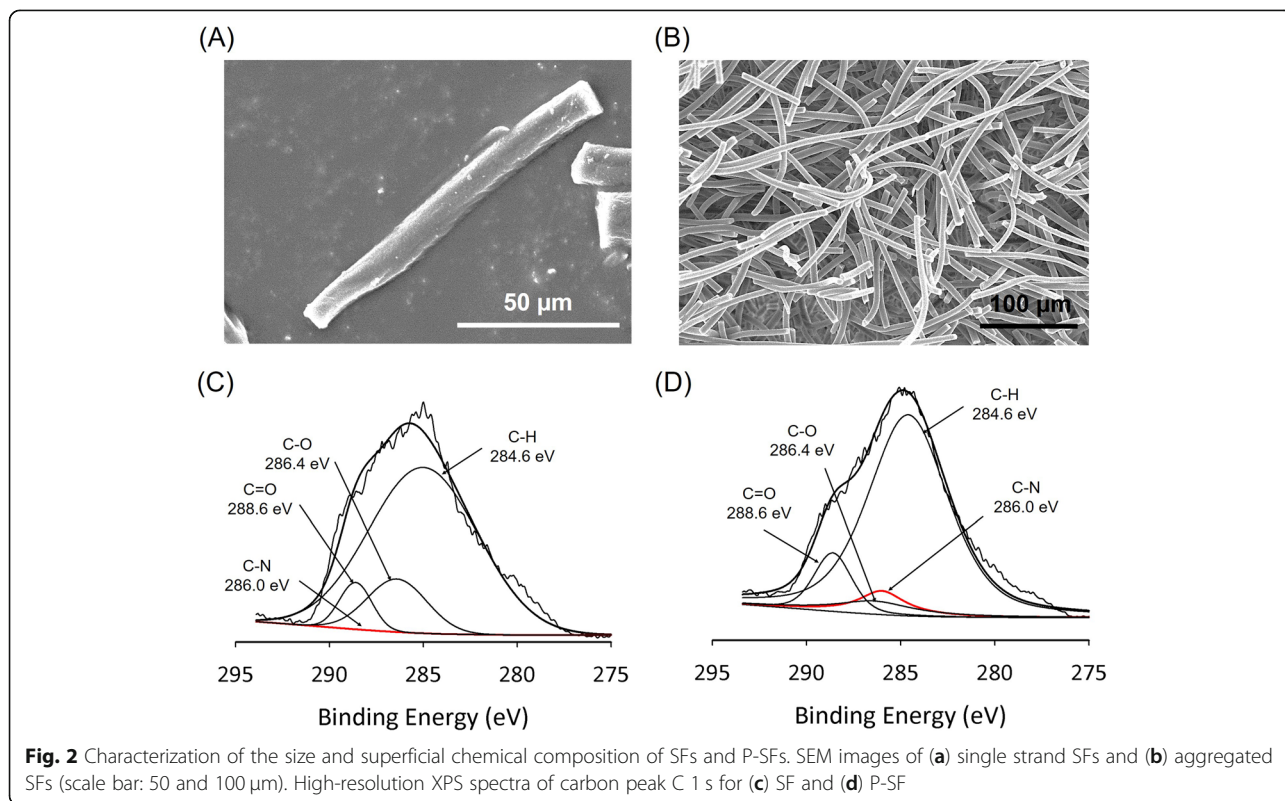 (A)
(B)
50 µm
100 µm
(C)
(D)
C-O
286.4 eV
C=O
288.6 eV
C-N
286.0 eV
C-H
284.6 eV
C-O
286.4 eV
C=O
288.6 eV
C-H
284.6 eV
C-N
286.0 eV
295 290 285 280 275
Binding Energy (eV)
295 290 285 280 275
Binding Energy (eV)
Fig. 2 Characterization of the size and superficial chemical composition of SFs and P-SFs. SEM images of (a) single strand SFs and (b) aggregated
SFs (scale bar: 50 and 100 µm). High-resolution XPS spectra of carbon peak C 1 s for (c) SF and (d) P-SF